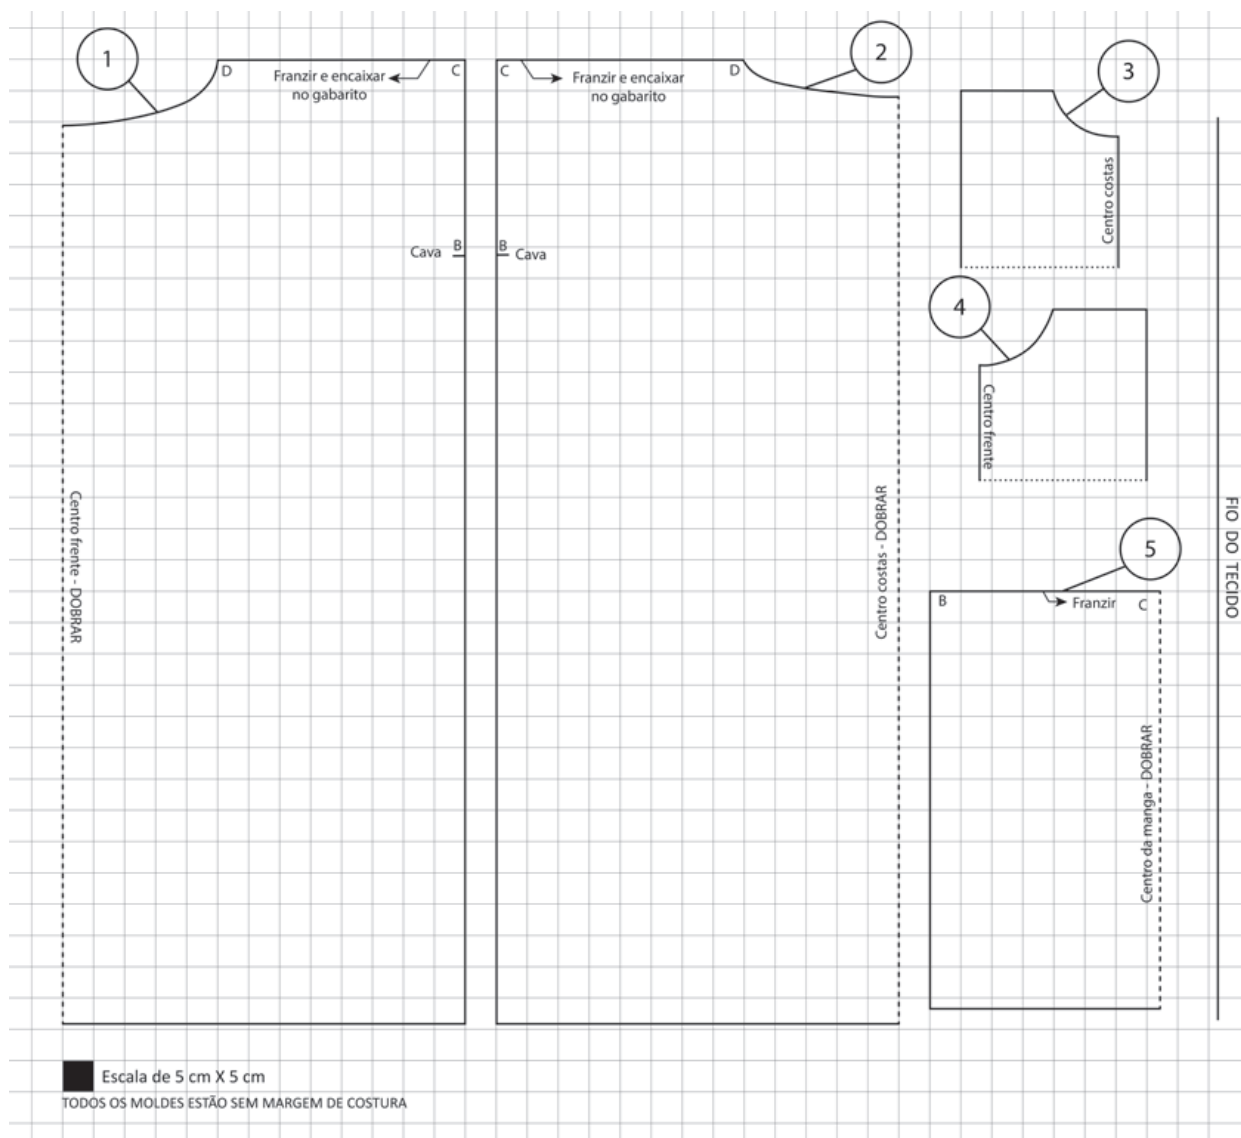 1
D
Franzir e encaixar
no gabarito
C
C
Franzir e encaixar
no gabarito
D
2
3
Cava
B
B
Cava
Centro costas
4
Centro frente
Centro frente - DOBRAR
Centro costas - DOBRAR
5
B
Franzir
C
Centro da manga - DOBRAR
FIO DO TECIDO
Escala de 5 cm X 5 cm
TODOS OS MOLDES ESTÃO SEM MARGEM DE COSTURA